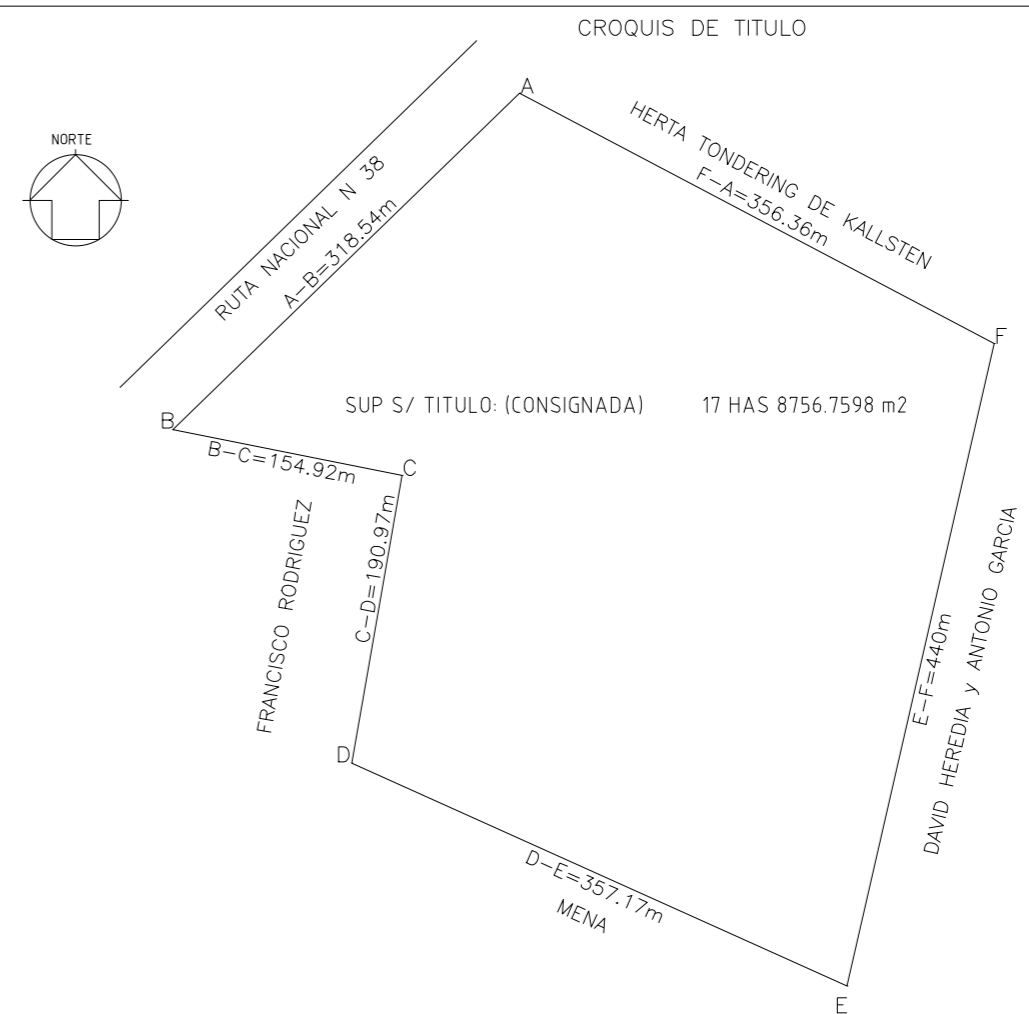 CROQUIS DE TITULO
NORTE
A
HERTA TONDERING DE KALLSTEN
F-A=356.36m
RUTA NACIONAL N 38
A-B=318.54m
F
SUP S/ TITULO: (CONSIGNADA) 17 HAS 8756.7598 m2
B
B-C=154.92m
C
FRANCISCO RODRIGUEZ
C-D=190.97m
E-F=440m
DAVID HEREDIA y ANTONIO GARCIA
D
D-E=357.17m
MENA
E